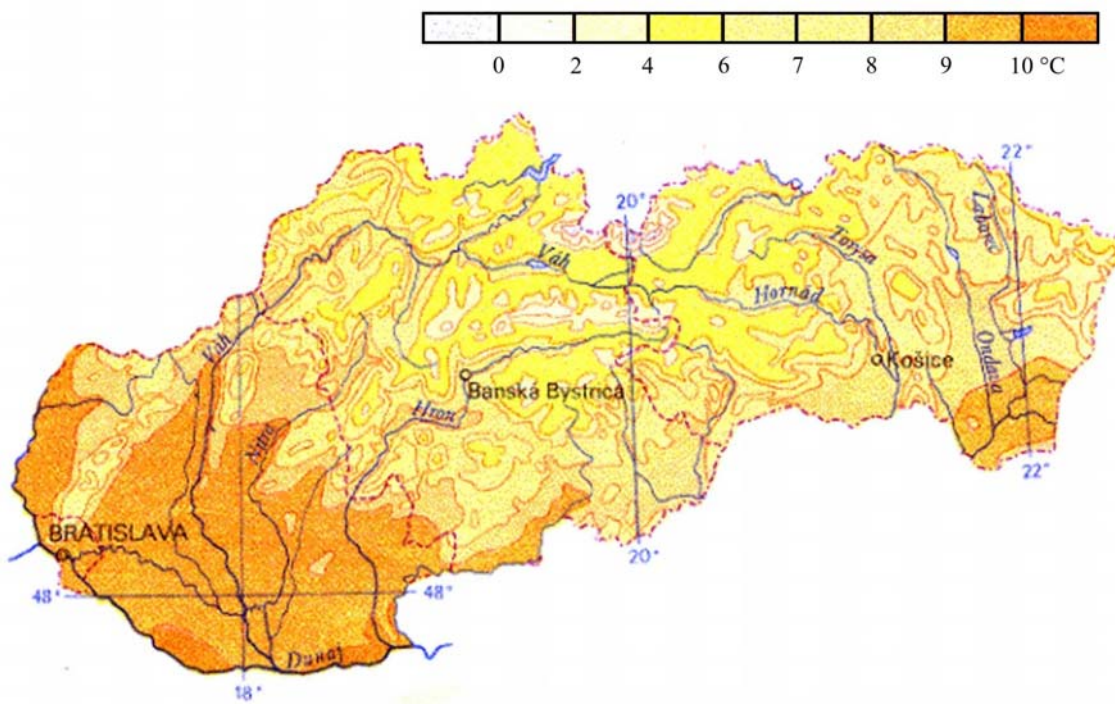 0 2 4 6 7 8 9 10 °C
22°
20°
Laborec
Torysa
Váh
Hornád
Váh
Ondava
Košice
Banská Bystrica
Hron
Nitra
22°
BRATISLAVA
20°
48°
48°
Dunaj
18°